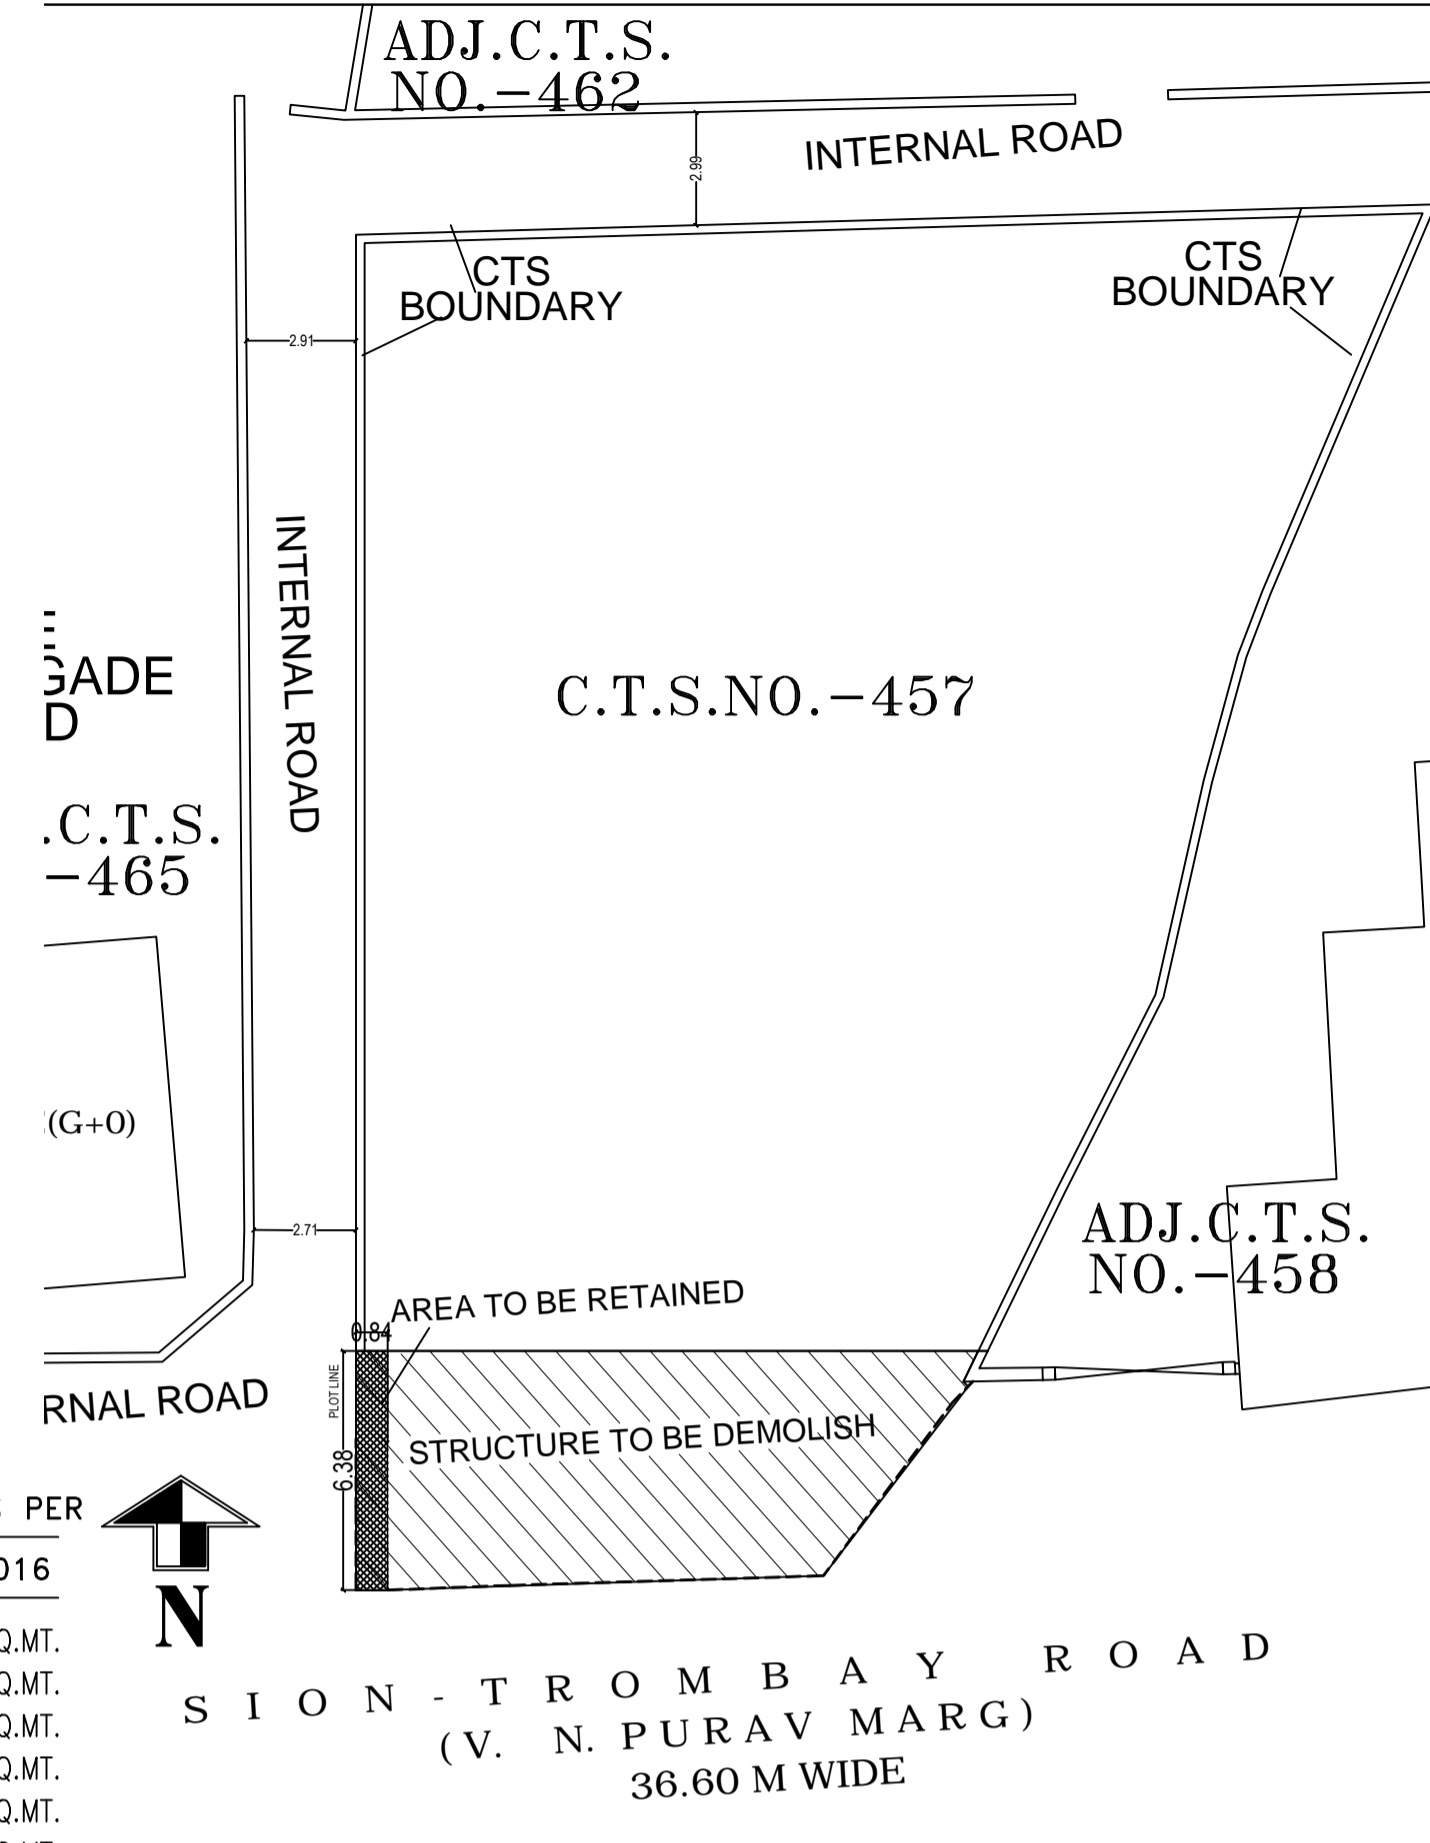 ADJ.C.T.S.
NO.-462
INTERNAL ROAD
2.99
CTS
BOUNDARY
CTS
BOUNDARY
2.91
INTERNAL ROAD
GADE
D
C.T.S.NO.-457
.C.T.S.
-465
(G+0)
ADJ.C.T.S.
NO.-458
2.71
AREA TO BE RETAINED
0.84
PLOT LINE
RNAL ROAD
STRUCTURE TO BE DEMOLISH
6.38
PER
016
N
Q.MT.
Q.MT.
Q.MT.
Q.MT.
Q.MT.
SION-TROMBAY ROAD
(V. N. PURAV MARG)
36.60 M WIDE